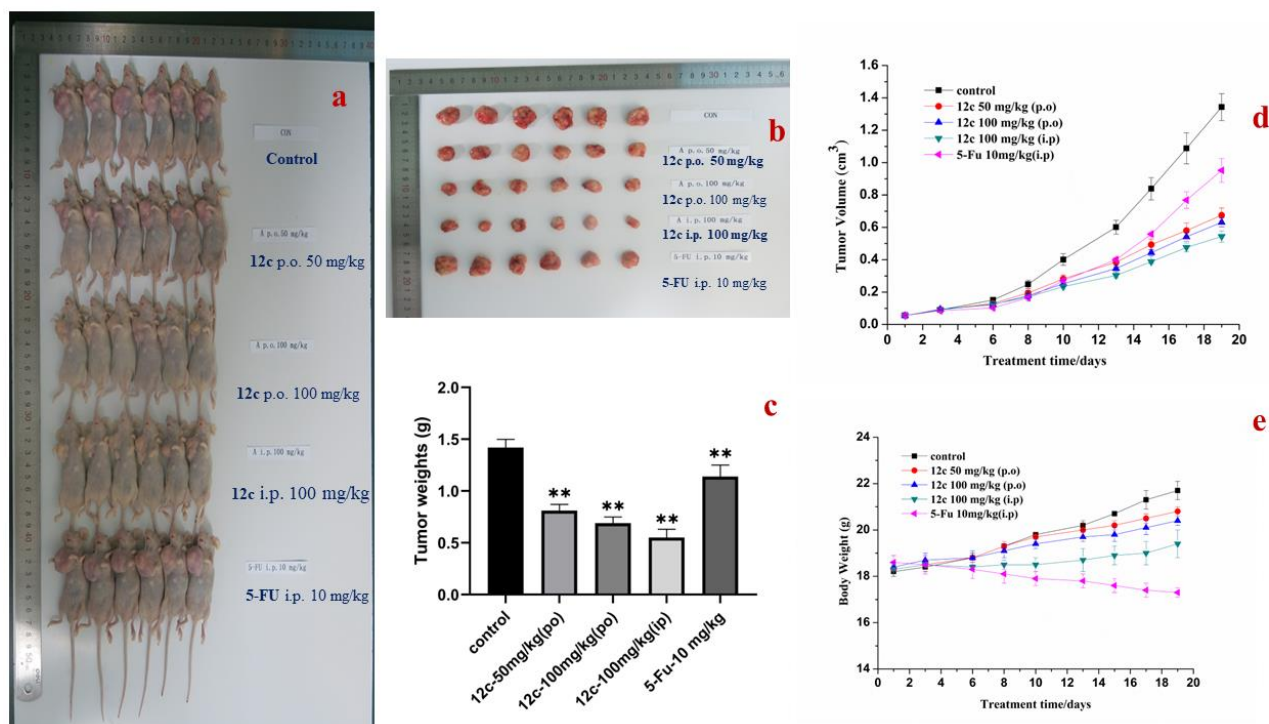 a
CON
Control
A p.o.50 mg/kg
12c p.o. 50 mg/kg
A p.o.100 mg/kg
12c p.o. 100 mg/kg
A i.p.100 mg/kg
12c i.p. 100 mg/kg
5-FU i.p.10 mg/kg
5-FU i.p. 10 mg/kg
b
CON
A p.o.50 mg/kg
12c p.o. 50 mg/kg
A p.o.100 mg/kg
12c p.o. 100 mg/kg
A i.p.100 mg/kg
12c i.p. 100 mg/kg
5-FU i.p.10 mg/kg
5-FU i.p. 10 mg/kg
c
Tumor weights (g)
2.0
1.5
1.0
0.5
0.0
** ** ** **
control
12c-50mg/kg(po)
12c-100mg/kg(po)
12c-100mg/kg(ip)
5-Fu-10 mg/kg
d
Tumor Volume (cm³)
1.6
1.4
1.2
1.0
0.8
0.6
0.4
0.2
0.0
control
12c 50 mg/kg (p.o)
12c 100 mg/kg (p.o)
12c 100 mg/kg (i.p)
5-Fu 10mg/kg(i.p)
0 2 4 6 8 10 12 14 16 18 20
Treatment time/days
e
Body Weight (g)
24
22
20
18
16
14
control
12c 50 mg/kg (p.o)
12c 100 mg/kg (p.o)
12c 100 mg/kg (i.p)
5-Fu 10mg/kg(i.p)
0 2 4 6 8 10 12 14 16 18 20
Treatment time/days